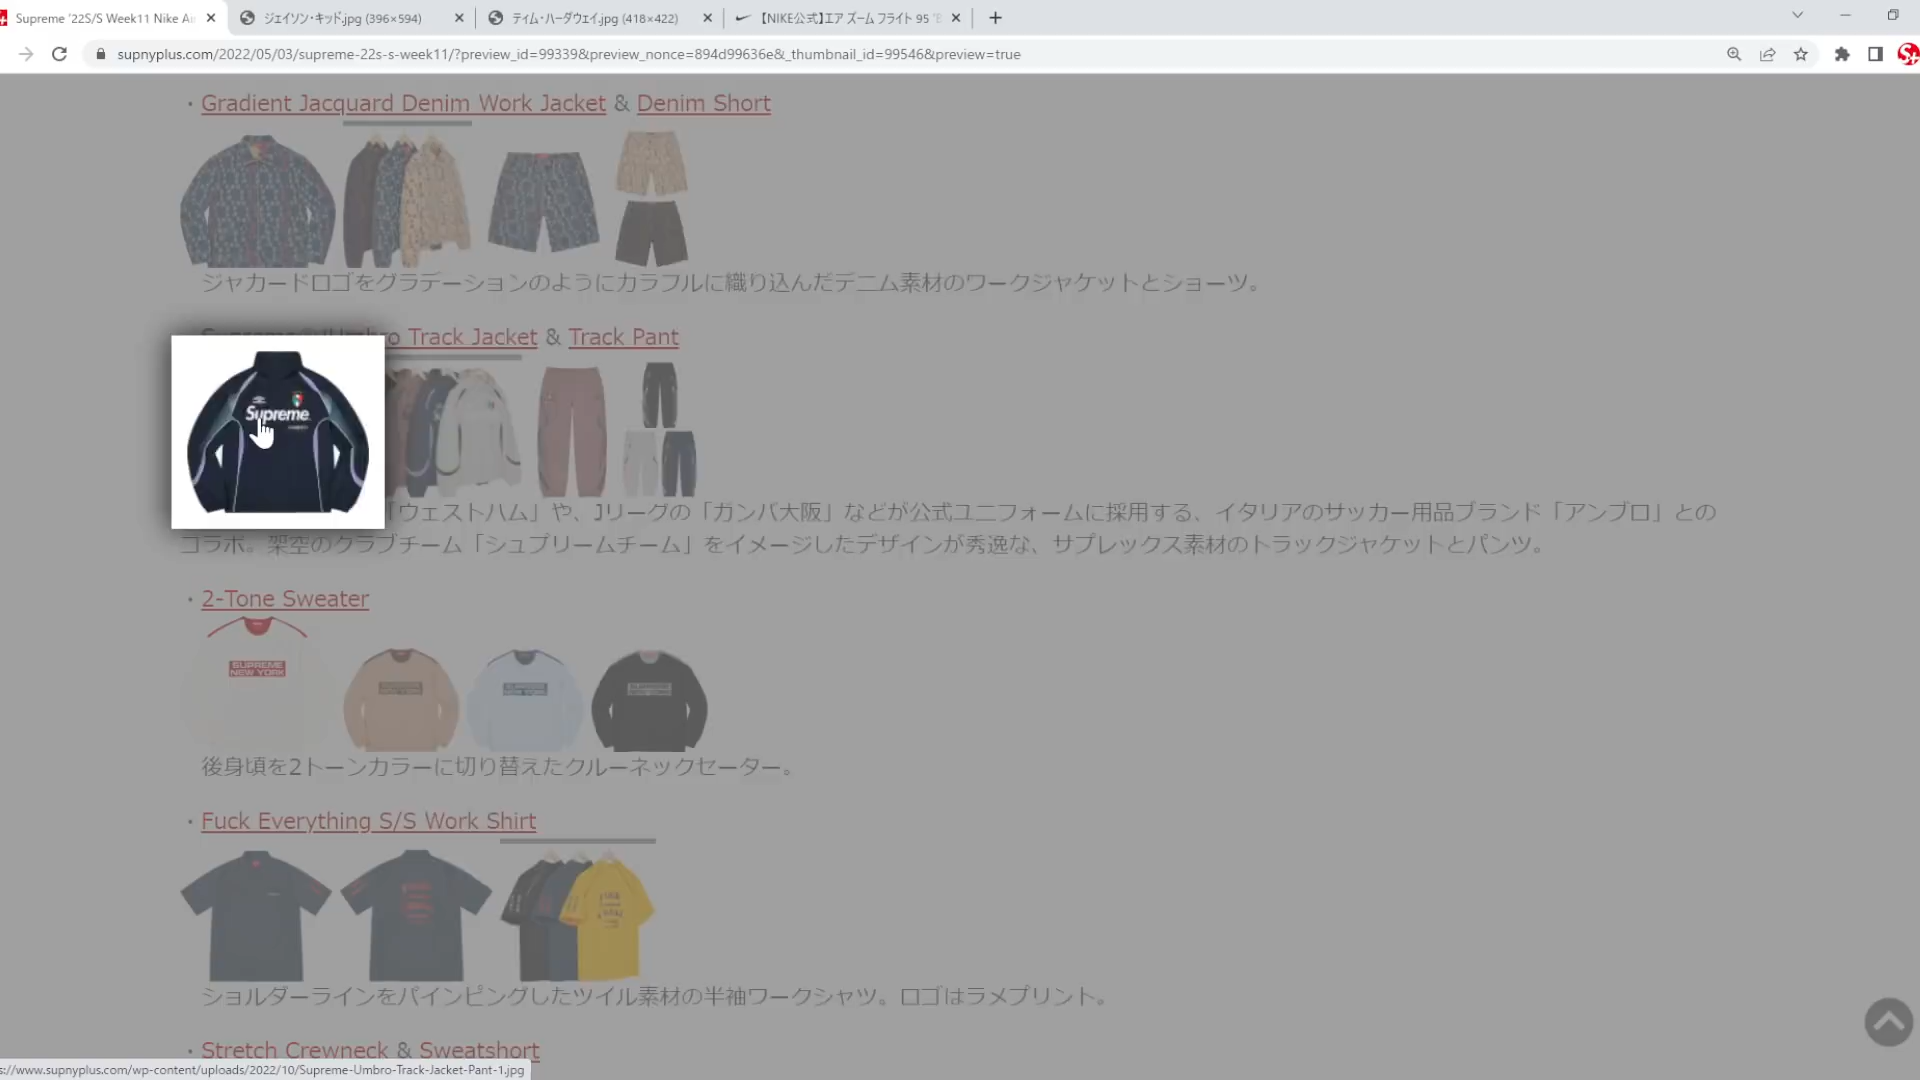 Supreme '22S/S Week11 Nike Ai
ジェイソン・キッド.jpg (396×594)
ティム・ハーダウェイ.jpg (418×422)
【NIKE公式】エア ズーム フライト 95
supnyplus.com/2022/05/03/supreme-22s-s-week11/?preview_id=99339&preview_nonce=894d99636e&_thumbnail_id=99546&preview=true
・Gradient Jacquard Denim Work Jacket & Denim Short
ジャカードロゴをグラデーションのようにカラフルに織り込んだデニム素材のワークジャケットとショーツ。
Track Jacket & Track Pant
Supreme
「ウェストハム」や、Jリーグの「ガンバ大阪」などが公式ユニフォームに採用する、イタリアのサッカー用品ブランド「アンブロ」との
コラボ。架空のクラブチーム「シュプリームチーム」をイメージしたデザインが秀逸な、サプレックス素材のトラックジャケットとパンツ。
・2-Tone Sweater
SUPREME
NEW YORK
SUPREME
NEW YORK
SUPREME
NEW YORK
SUPREME
NEW YORK
後身頃を2トーンカラーに切り替えたクルーネックセーター。
・Fuck Everything S/S Work Shirt
ショルダーラインをパインピングしたツイル素材の半袖ワークシャツ。ロゴはラメプリント。
・Stretch Crewneck & Sweatshort
s://www.supnyplus.com/wp-content/uploads/2022/10/Supreme-Umbro-Track-Jacket-Pant-1.jpg